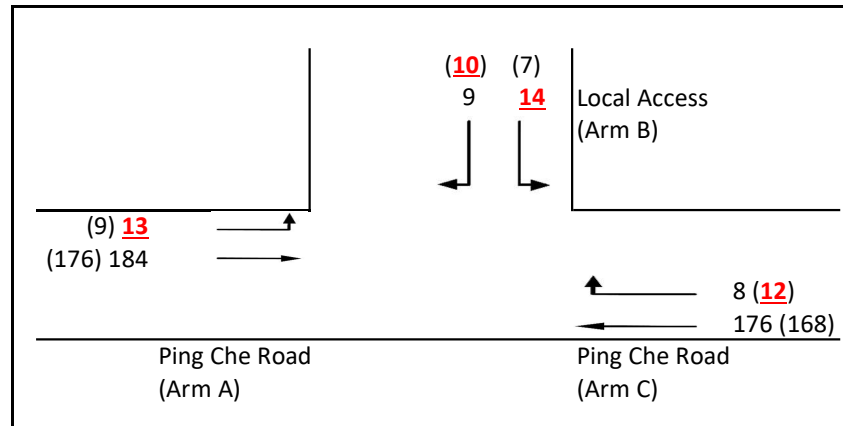 (10) (7)
9 14 Local Access
(Arm B)
(9) 13
(176) 184
8 (12)
176 (168)
Ping Che Road Ping Che Road
(Arm A) (Arm C)